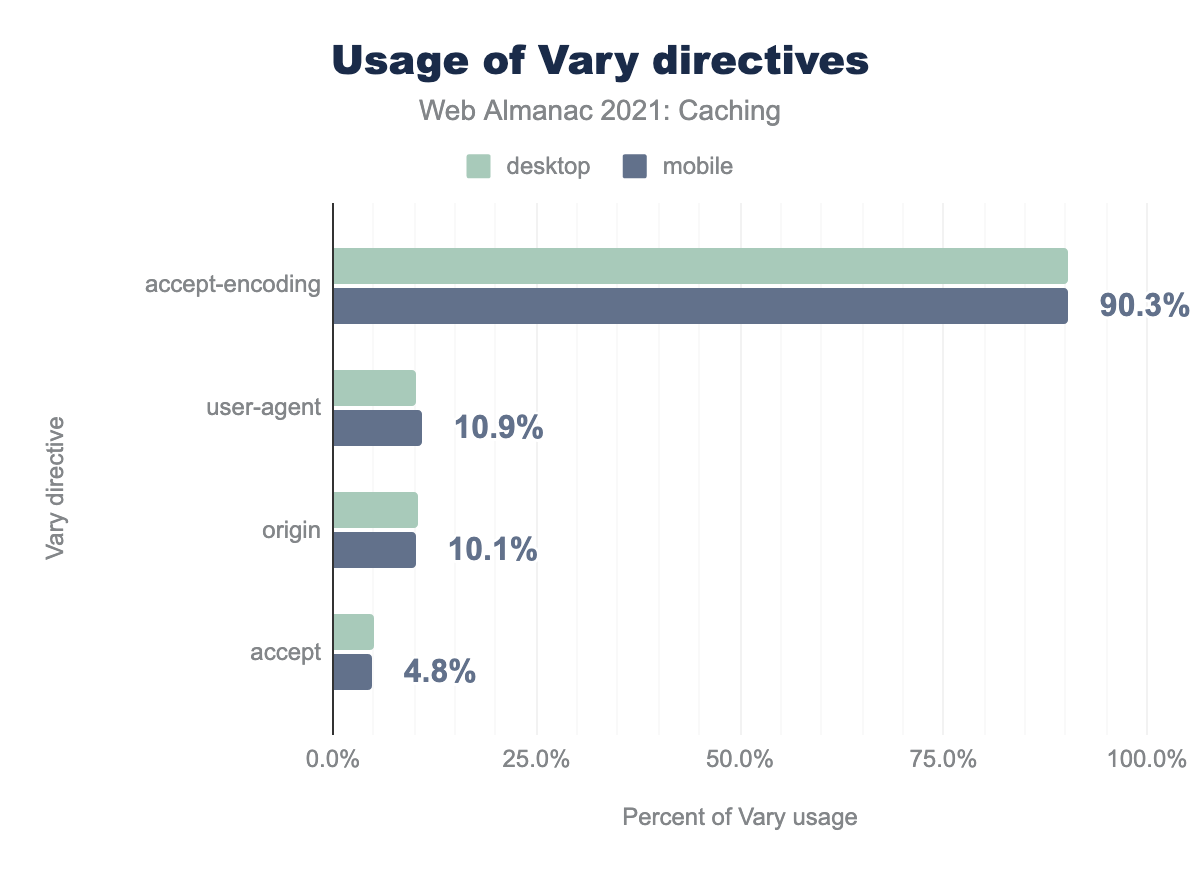 Usage of Vary directives
Web Almanac 2021: Caching
desktop
mobile
accept-encoding
90.3%
user-agent
10.9%
origin
10.1%
accept
4.8%
Vary directive
0.0%
25.0%
50.0%
75.0%
100.0%
Percent of Vary usage